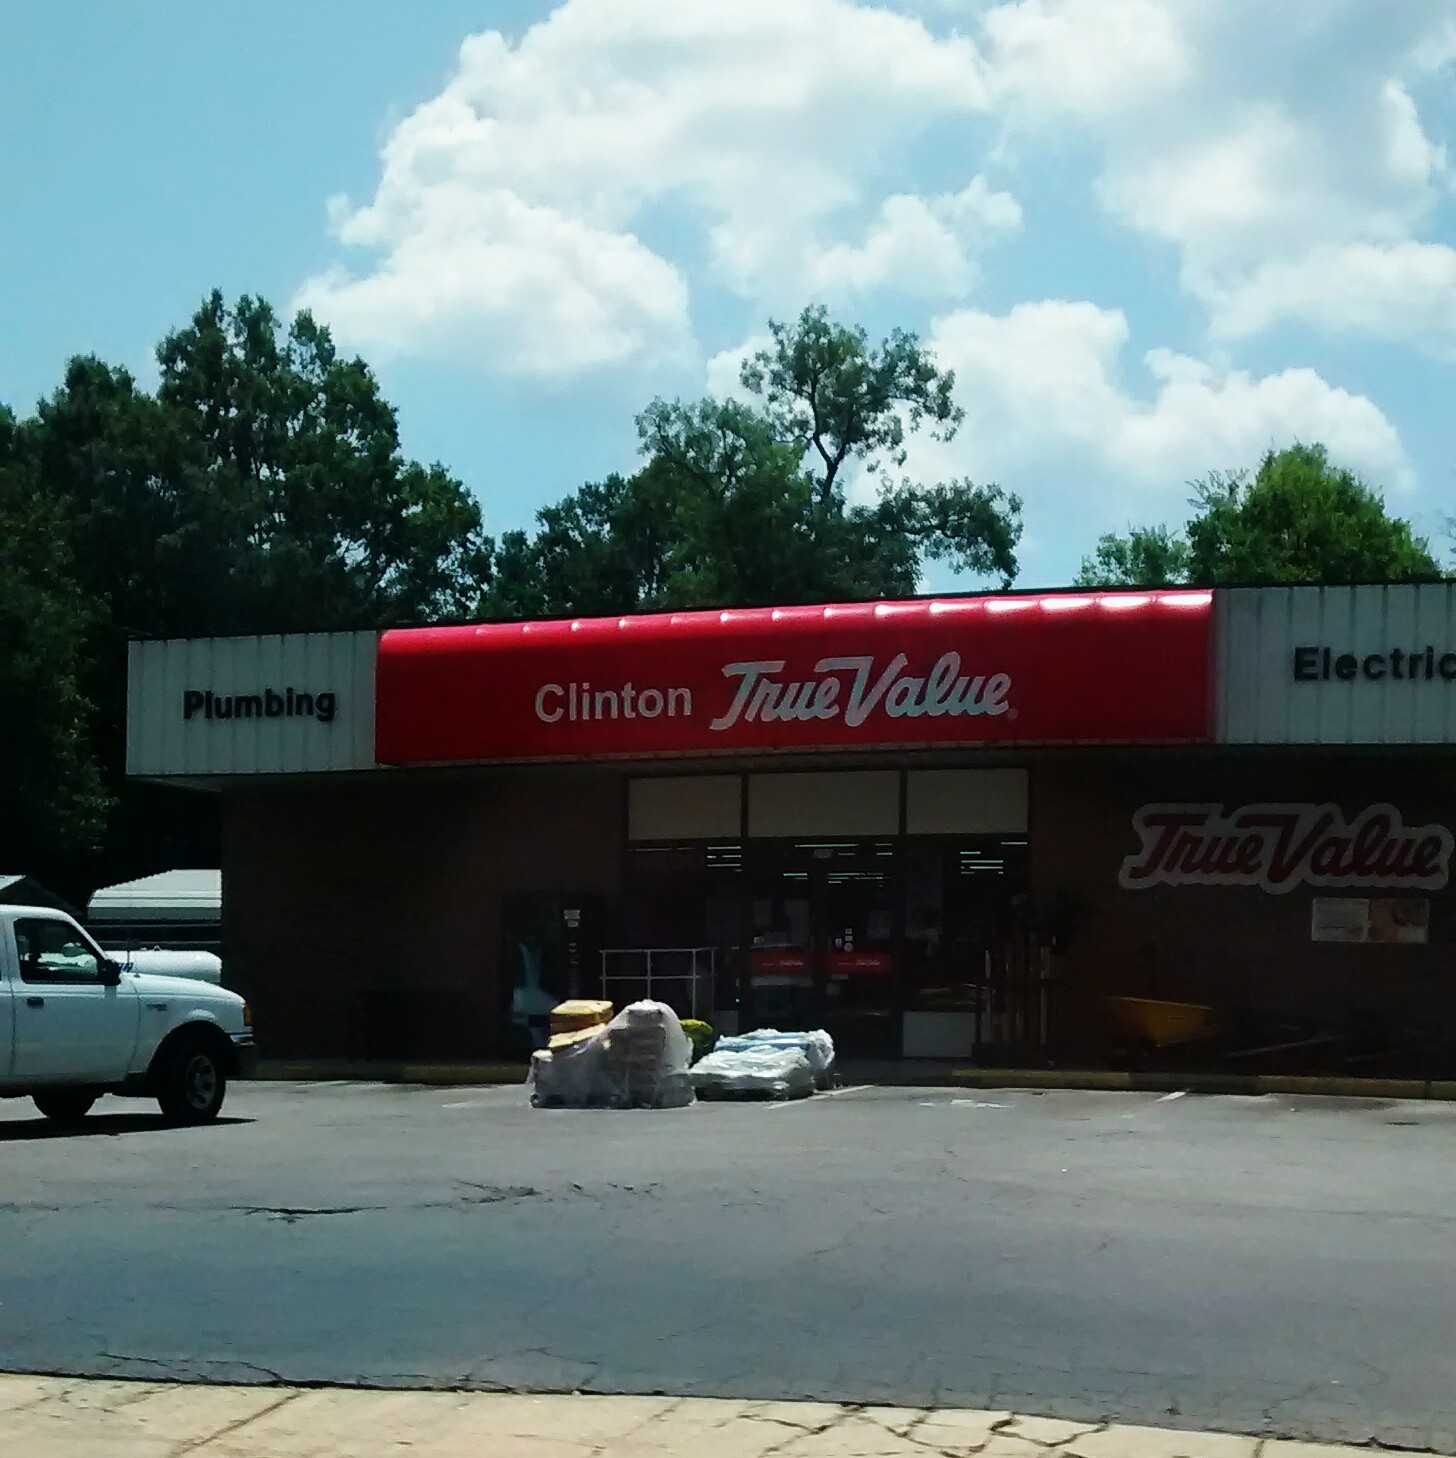 Plumbing
Clinton True Value
Electric
True Value